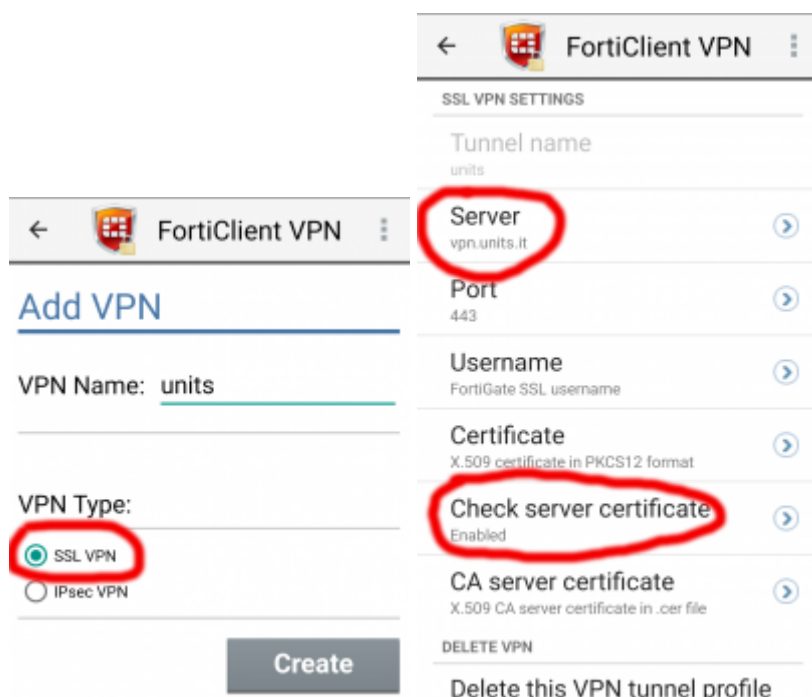 FortiClient VPN
Add VPN
VPN Name: units
VPN Type:
SSL VPN
IPsec VPN
Create
FortiClient VPN
SSL VPN SETTINGS
Tunnel name
units
Server
vpn.units.it
Port
443
Username
FortiGate SSL username
Certificate
X.509 certificate in PKCS12 format
Check server certificate
Enabled
CA server certificate
X.509 CA server certificate in .cer file
DELETE VPN
Delete this VPN tunnel profile